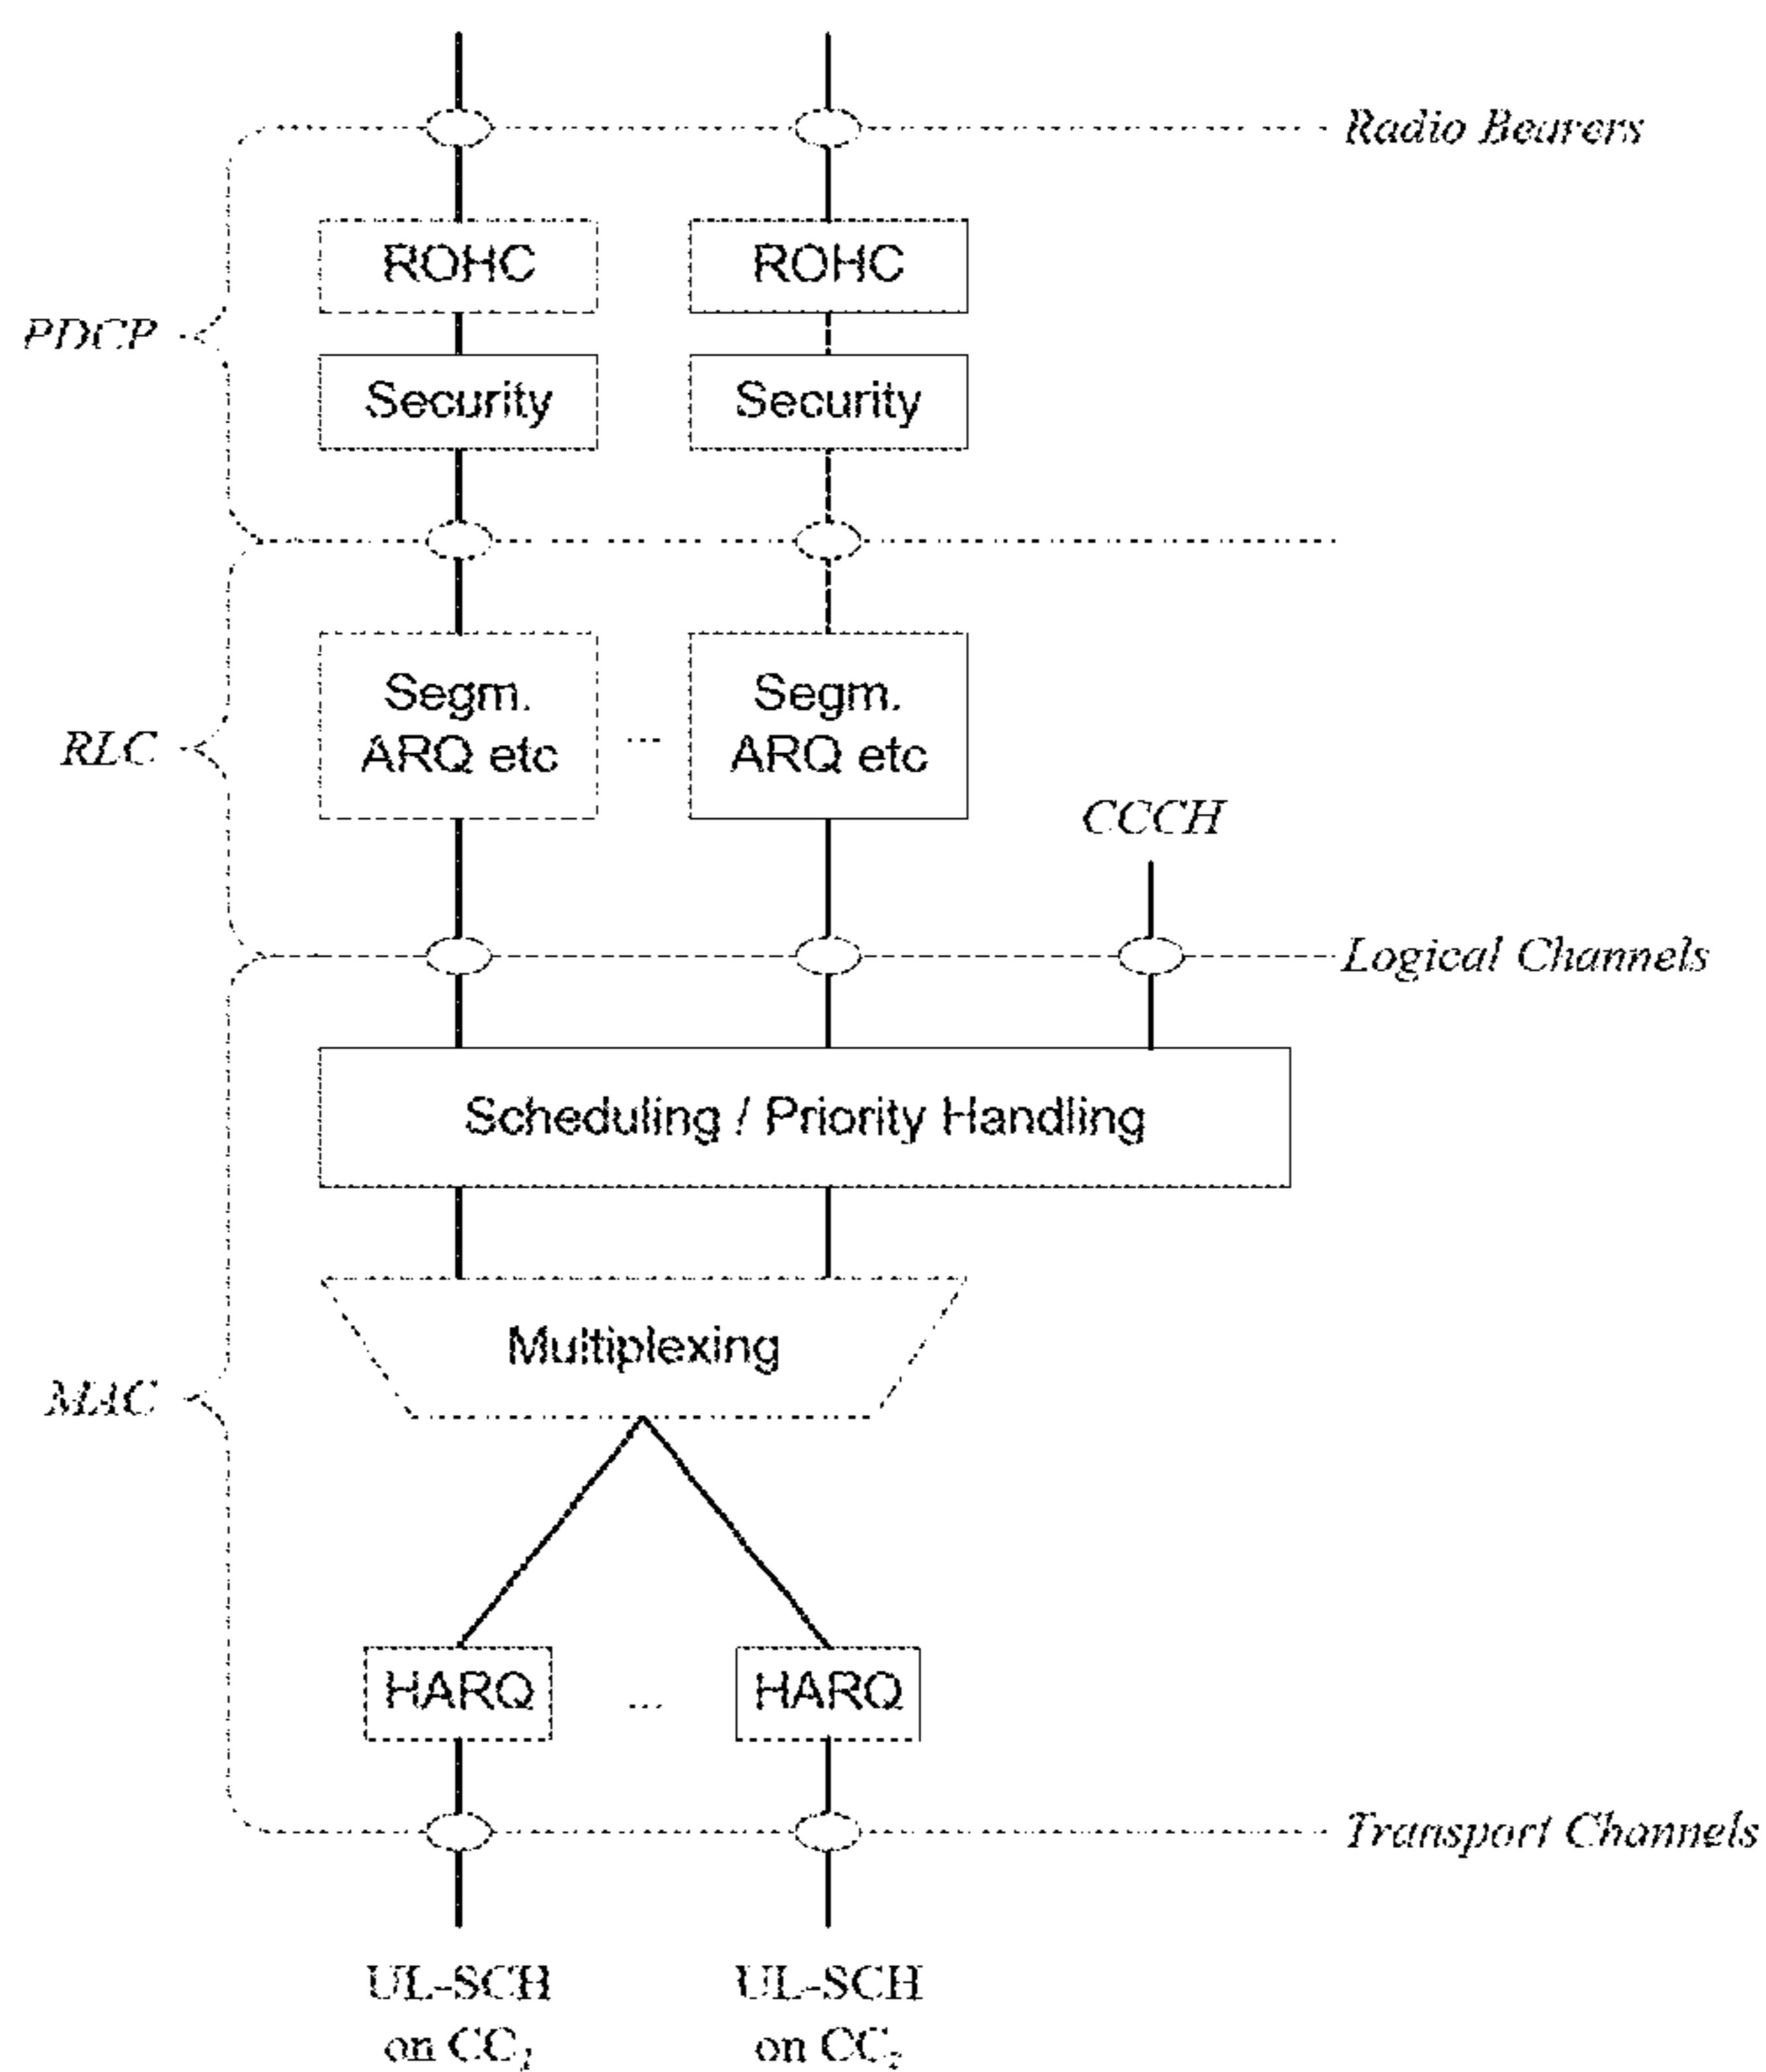 Radio Bearers
ROHC
ROHC
PDCP
Security
Security
Segm.
ARQ etc
...
Segm.
ARQ etc
RLC
CCCH
Logical Channels
Scheduling / Priority Handling
Multiplexing
MAC
HARQ
...
HARQ
Transport Channels
UL-SCH
on CC1
UL-SCH
on